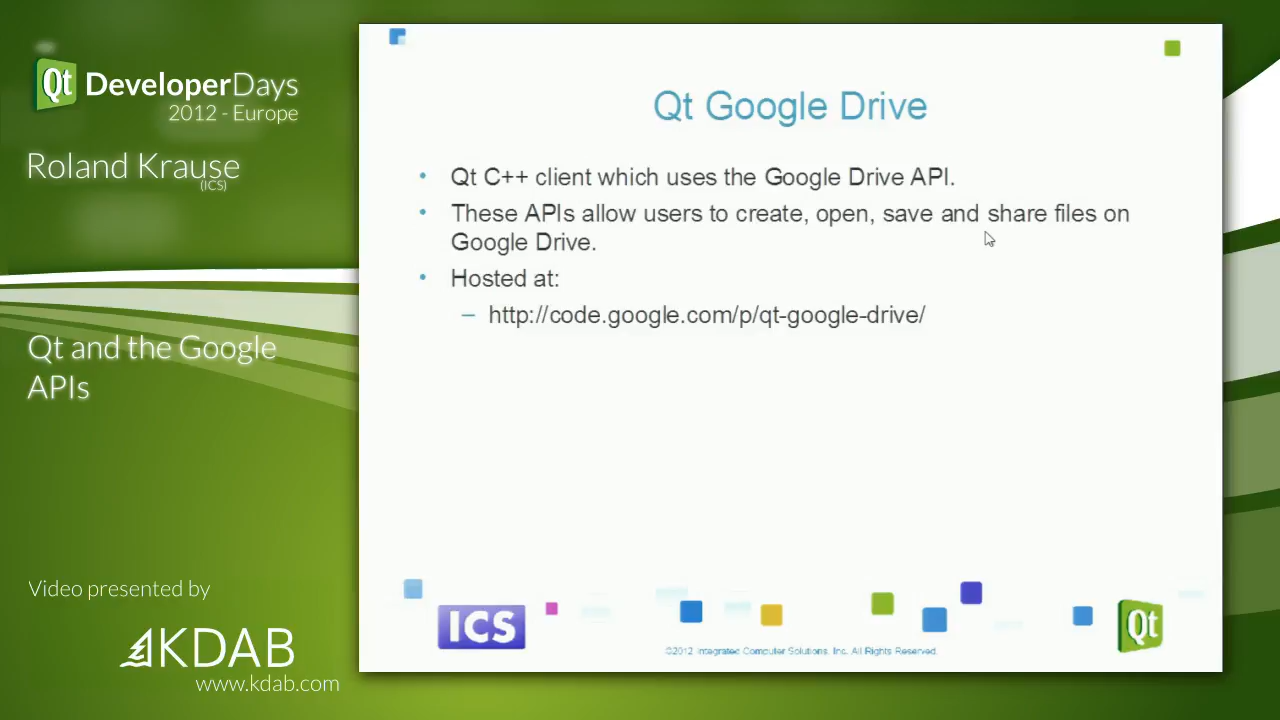 Qt DeveloperDays
2012 - Europe
Roland Krause
(ICS)
Qt and the Google
APIs
Video presented by
KDAB
www.kdab.com
Qt Google Drive
• Qt C++ client which uses the Google Drive API.
• These APIs allow users to create, open, save and share files on
Google Drive.
• Hosted at:
– http://code.google.com/p/qt-google-drive/
ICS
©2012 Integrated Computer Solutions. Inc. All Rights Reserved.
Qt